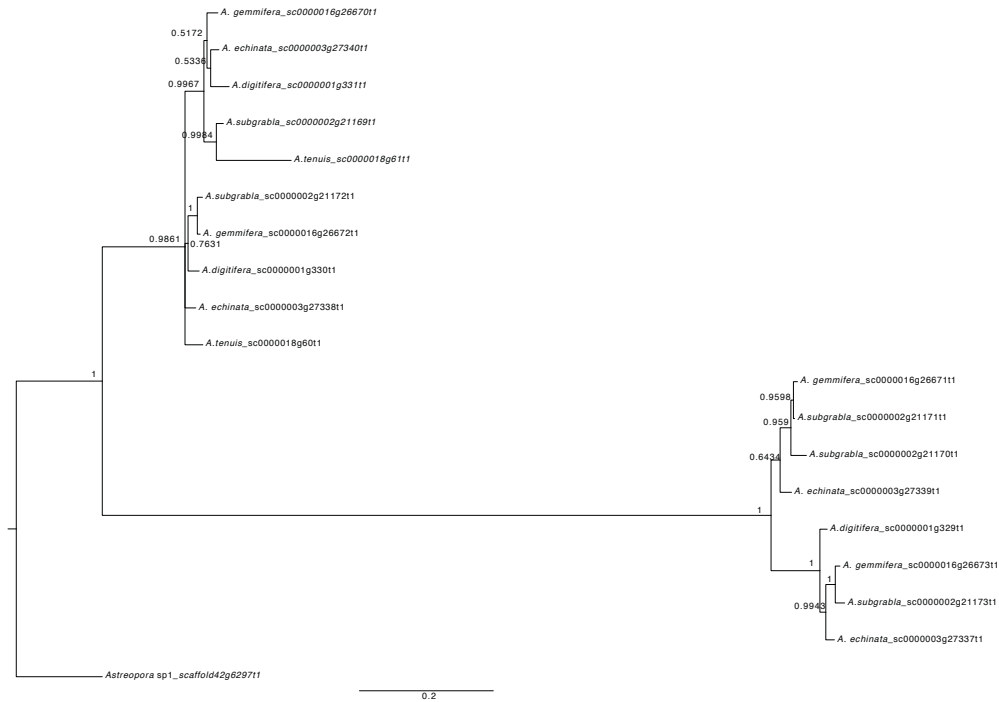 A. gemmifera_sc0000016g26670t1
0.5172
A. echinata_sc0000003g27340t1
0.5336
0.9967
A.digitifera_sc0000001g331t1
A.subgrabla_sc0000002g21169t1
0.9984
A.tenuis_sc0000018g61t1
A.subgrabla_sc0000002g21172t1
1
A. gemmifera_sc0000016g26672t1
0.9861
0.7631
A.digitifera_sc0000001g330t1
A. echinata_sc0000003g27338t1
A.tenuis_sc0000018g60t1
1
A. gemmifera_sc0000016g26671t1
0.9598
A.subgrabla_sc0000002g21171t1
0.959
A.subgrabla_sc0000002g21170t1
0.6434
A. echinata_sc0000003g27339t1
1
A.digitifera_sc0000001g329t1
1
A. gemmifera_sc0000016g26673t1
1
A.subgrabla_sc0000002g21173t1
0.9943
A. echinata_sc0000003g27337t1
Astreopora sp1_scaffold42g6297t1
0.2